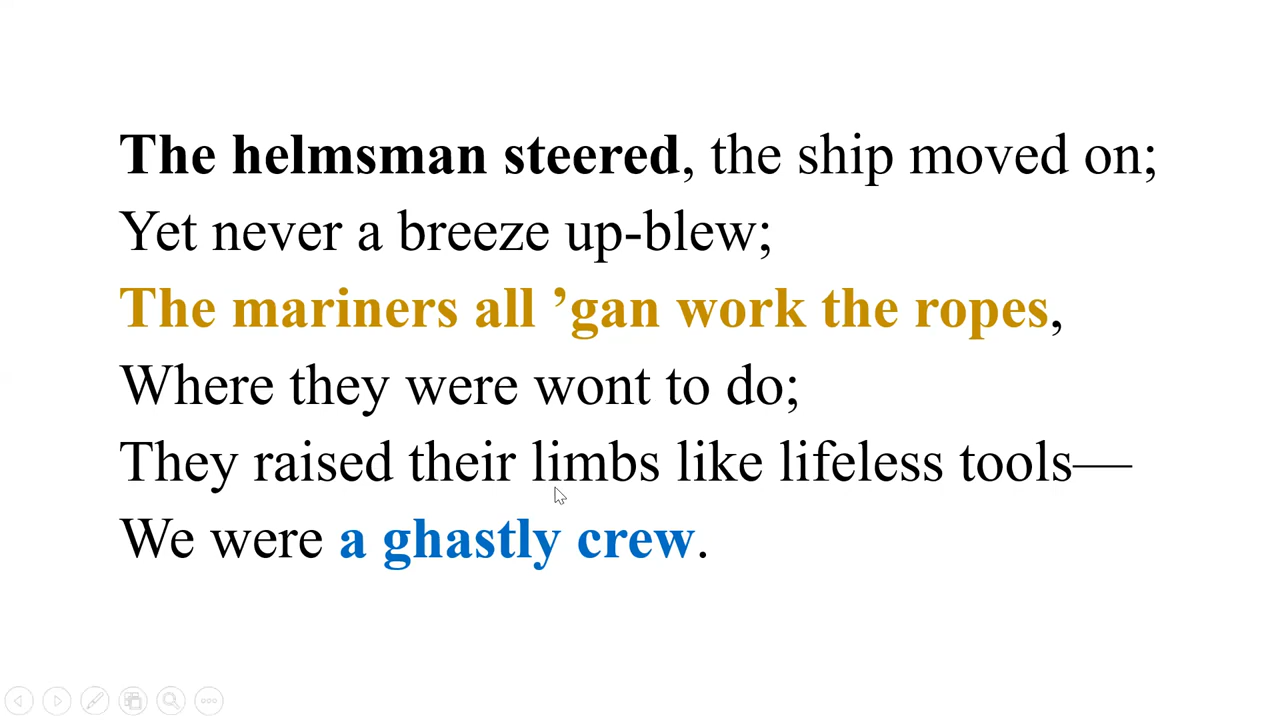 The helmsman steered, the ship moved on;
Yet never a breeze up-blew;
The mariners all ’gan work the ropes,
Where they were wont to do;
They raised their limbs like lifeless tools—
We were a ghastly crew.